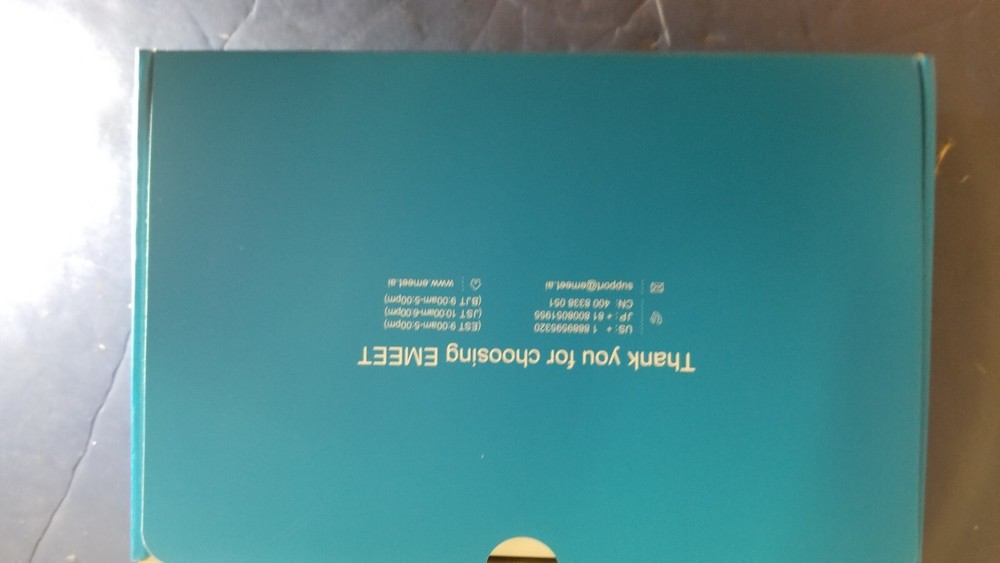 Thank you for choosing EMEET
US: + 1 8889595320 (EST 9:00am-5:00pm)
JP: + 81 8008051955 (JST 10:00am-6:00pm)
CN: 400 8338 051 (BJT 9:00am-5:00pm)
support@emeet.ai www.emeet.ai